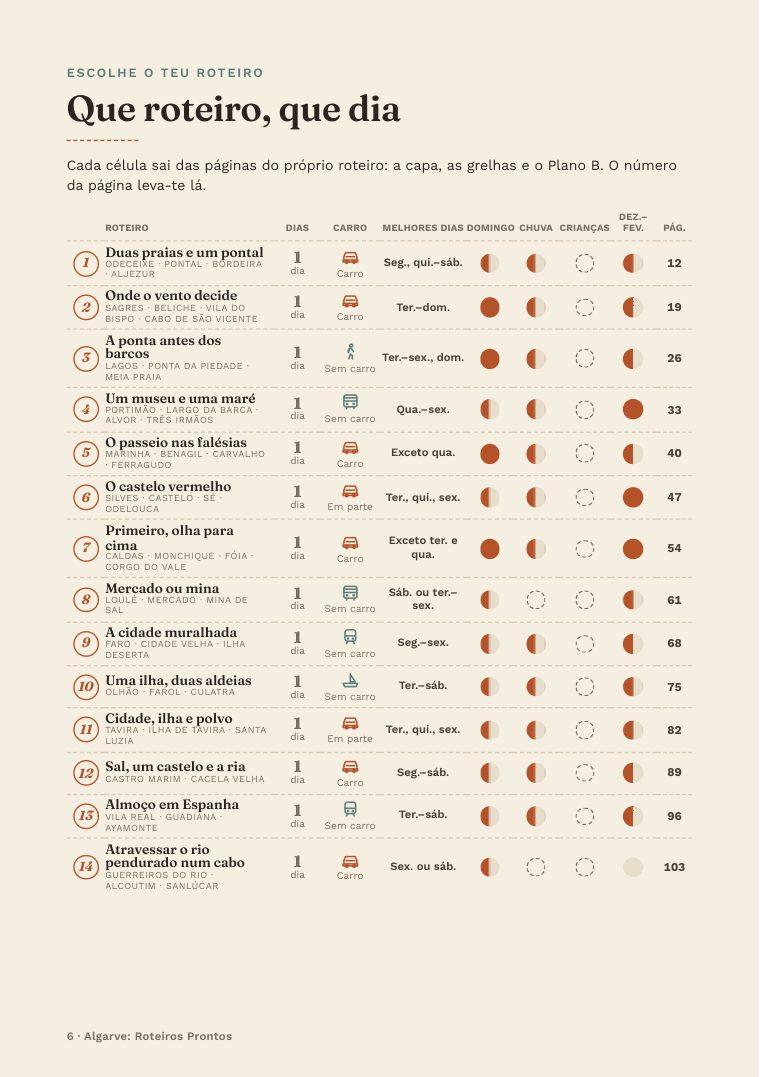 ESCOLHE O TEU ROTEIRO
Que roteiro, que dia
Cada célula sai das páginas do próprio roteiro: a capa, as grelhas e o Plano B. O número
da página leva-te lá.
ROTEIRO DIAS CARRO MELHORES DIAS DOMINGO CHUVA CRIANÇAS DEZ.–
FEV. PÁG.
1 Duas praias e um pontal
ODECEIXE · PONTAL · BORDEIRA
· ALJEZUR
1
dia
Carro
Seg., qui.–sáb.
12
2 Onde o vento decide
SAGRES · BELICHE · VILA DO
BISPO · CABO DE SÃO VICENTE
1
dia
Carro
Ter.–dom.
19
3 A ponta antes dos
barcos
LAGOS · PONTA DA PIEDADE ·
MEIA PRAIA
1
dia
Sem carro
Ter.–sex., dom.
26
4 Um museu e uma maré
PORTIMÃO · LARGO DA BARCA ·
ALVOR · TRÊS IRMÃOS
1
dia
Sem carro
Qua.–sex.
33
5 O passeio nas falésias
MARINHA · BENAGIL · CARVALHO
· FERRAGUDO
1
dia
Carro
Exceto qua.
40
6 O castelo vermelho
SILVES · CASTELO · SÉ ·
ODELOUCA
1
dia
Em parte
Ter., qui., sex.
47
7 Primeiro, olha para
cima
CALDAS · MONCHIQUE · FÓIA ·
CORGO DO VALE
1
dia
Carro
Exceto ter. e
qua.
54
8 Mercado ou mina
LOULÉ · MERCADO · MINA DE
SAL
1
dia
Sem carro
Sáb. ou ter.–
sex.
61
9 A cidade muralhada
FARO · CIDADE VELHA · ILHA
DESERTA
1
dia
Sem carro
Seg.–sex.
68
10 Uma ilha, duas aldeias
OLHÃO · FAROL · CULATRA
1
dia
Sem carro
Ter.–sáb.
75
11 Cidade, ilha e polvo
TAVIRA · ILHA DE TAVIRA · SANTA
LUZIA
1
dia
Em parte
Ter., qui., sex.
82
12 Sal, um castelo e a ria
CASTRO MARIM · CACELA VELHA
1
dia
Carro
Seg.–sáb.
89
13 Almoço em Espanha
VILA REAL · GUADIANA ·
AYAMONTE
1
dia
Sem carro
Ter.–sáb.
96
14 Atravessar o rio
pendurado num cabo
GUERREIROS DO RIO ·
ALCOUTIM · SANLÚCAR
1
dia
Carro
Sex. ou sáb.
103
6 · Algarve: Roteiros Prontos